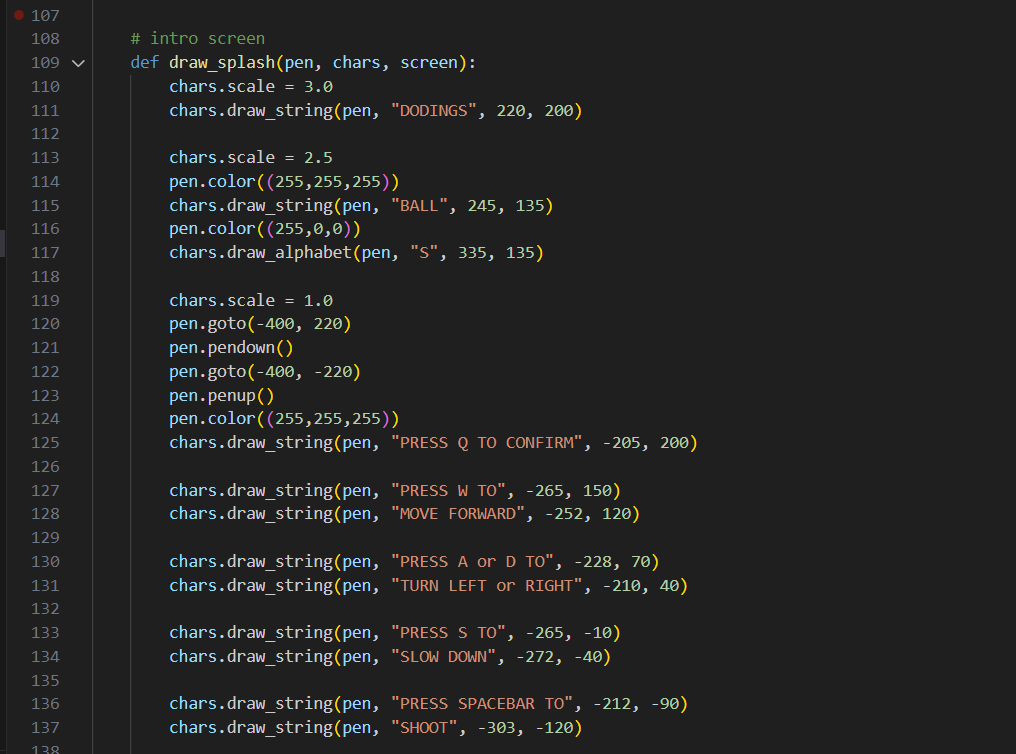 107
108 # intro screen
109 def draw_splash(pen, chars, screen):
110 chars.scale = 3.0
111 chars.draw_string(pen, "DODINGS", 220, 200)
112
113 chars.scale = 2.5
114 pen.color((255,255,255))
115 chars.draw_string(pen, "BALL", 245, 135)
116 pen.color((255,0,0))
117 chars.draw_alphabet(pen, "S", 335, 135)
118
119 chars.scale = 1.0
120 pen.goto(-400, 220)
121 pen.pendown()
122 pen.goto(-400, -220)
123 pen.penup()
124 pen.color((255,255,255))
125 chars.draw_string(pen, "PRESS Q TO CONFIRM", -205, 200)
126
127 chars.draw_string(pen, "PRESS W TO", -265, 150)
128 chars.draw_string(pen, "MOVE FORWARD", -252, 120)
129
130 chars.draw_string(pen, "PRESS A or D TO", -228, 70)
131 chars.draw_string(pen, "TURN LEFT or RIGHT", -210, 40)
132
133 chars.draw_string(pen, "PRESS S TO", -265, -10)
134 chars.draw_string(pen, "SLOW DOWN", -272, -40)
135
136 chars.draw_string(pen, "PRESS SPACEBAR TO", -212, -90)
137 chars.draw_string(pen, "SHOOT", -303, -120)
138